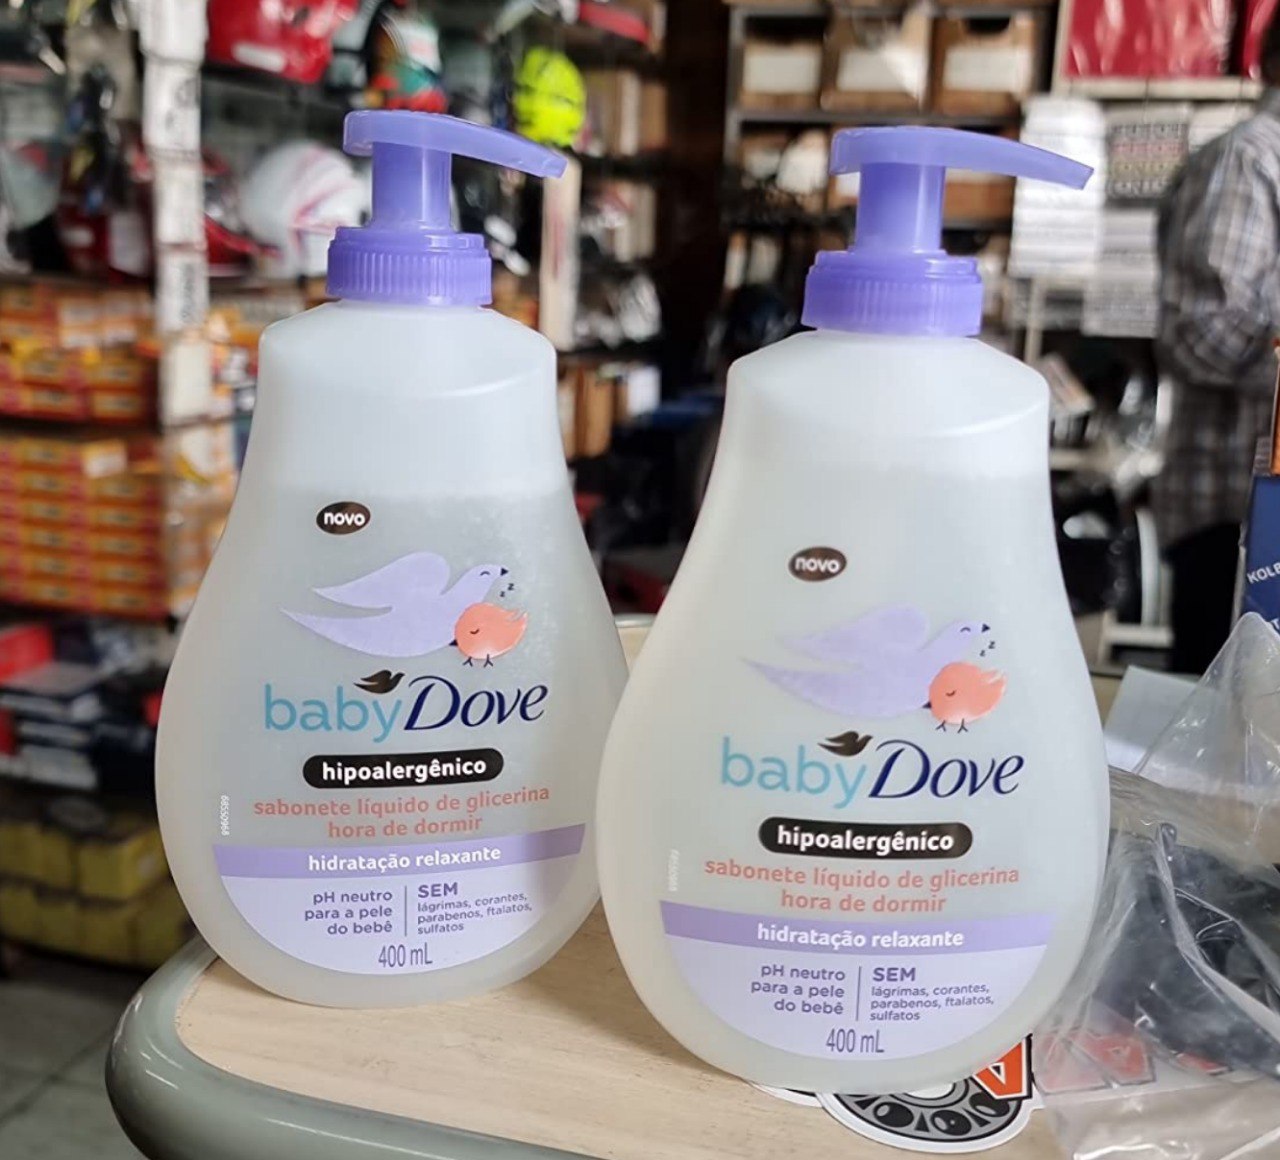 novo
z
z
baby Dove
hipoalergênico
sabonete líquido de glicerina
hora de dormir
hidratação relaxante
pH neutro
para a pele
do bebê
SEM
lágrimas, corantes,
parabenos, ftalatos,
sulfatos
400 mL
68550968
novo
z
z
baby Dove
hipoalergênico
sabonete líquido de glicerina
hora de dormir
hidratação relaxante
pH neutro
para a pele
do bebê
SEM
lágrimas, corantes,
parabenos, ftalatos,
sulfatos
400 mL